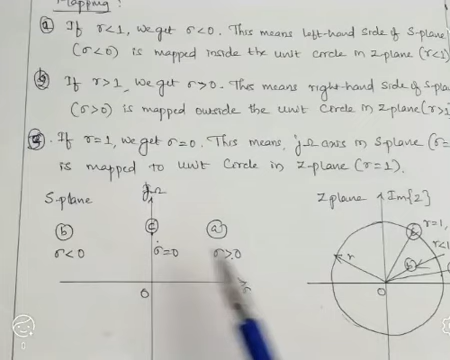 Mapping:
(a) If r<1, we get σ<0. This means left-hand side of s-plane
(σ<0) is mapped inside the unit circle in z-plane (r<1)
(b) If r>1, we get σ>0. This means right-hand side of s-pla
(σ>0) is mapped outside the unit circle in z-plane (r>1)
If r=1, we get σ=0. This means, jΩ axis in s-plane (σ=
is mapped to unit circle in z-plane (r=1).
S-plane jΩ Z plane Im{z}
(b) (c) (a) r=1,
σ<0 σ=0 σ>0 r<1
r
0 0